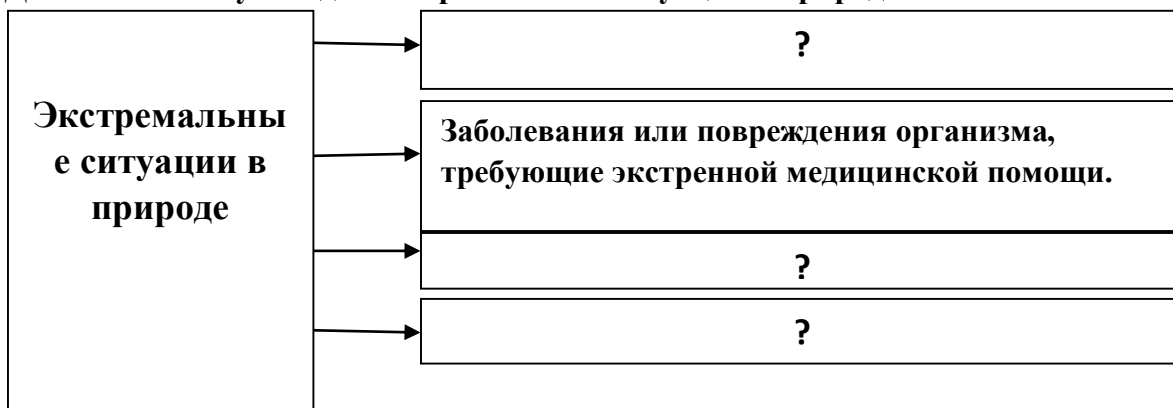 ?
Экстремальны
е ситуации в
природе
Заболевания или повреждения организма,
требующие экстренной медицинской помощи.
?
?